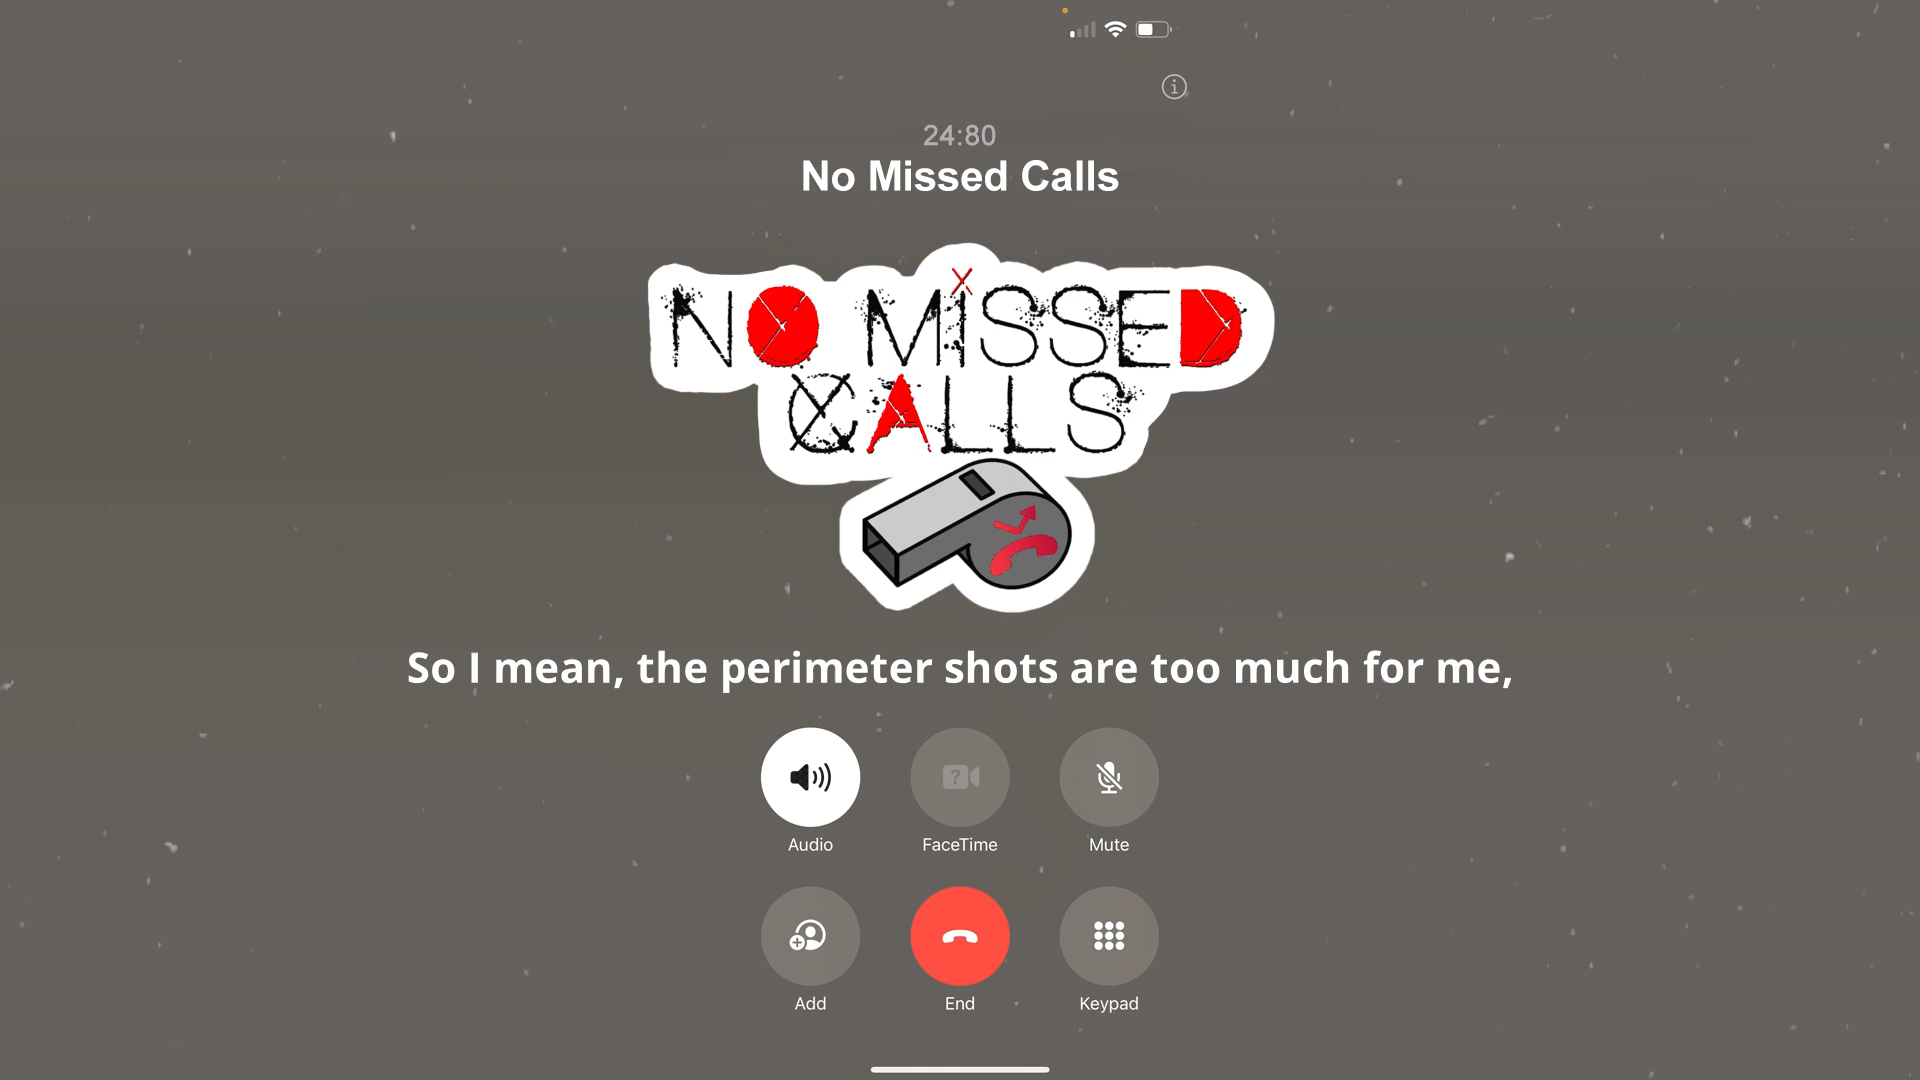 24:80
No Missed Calls
NO MiSSED
CALLS
So I mean, the perimeter shots are too much for me,
Audio
FaceTime
Mute
Add
End
Keypad